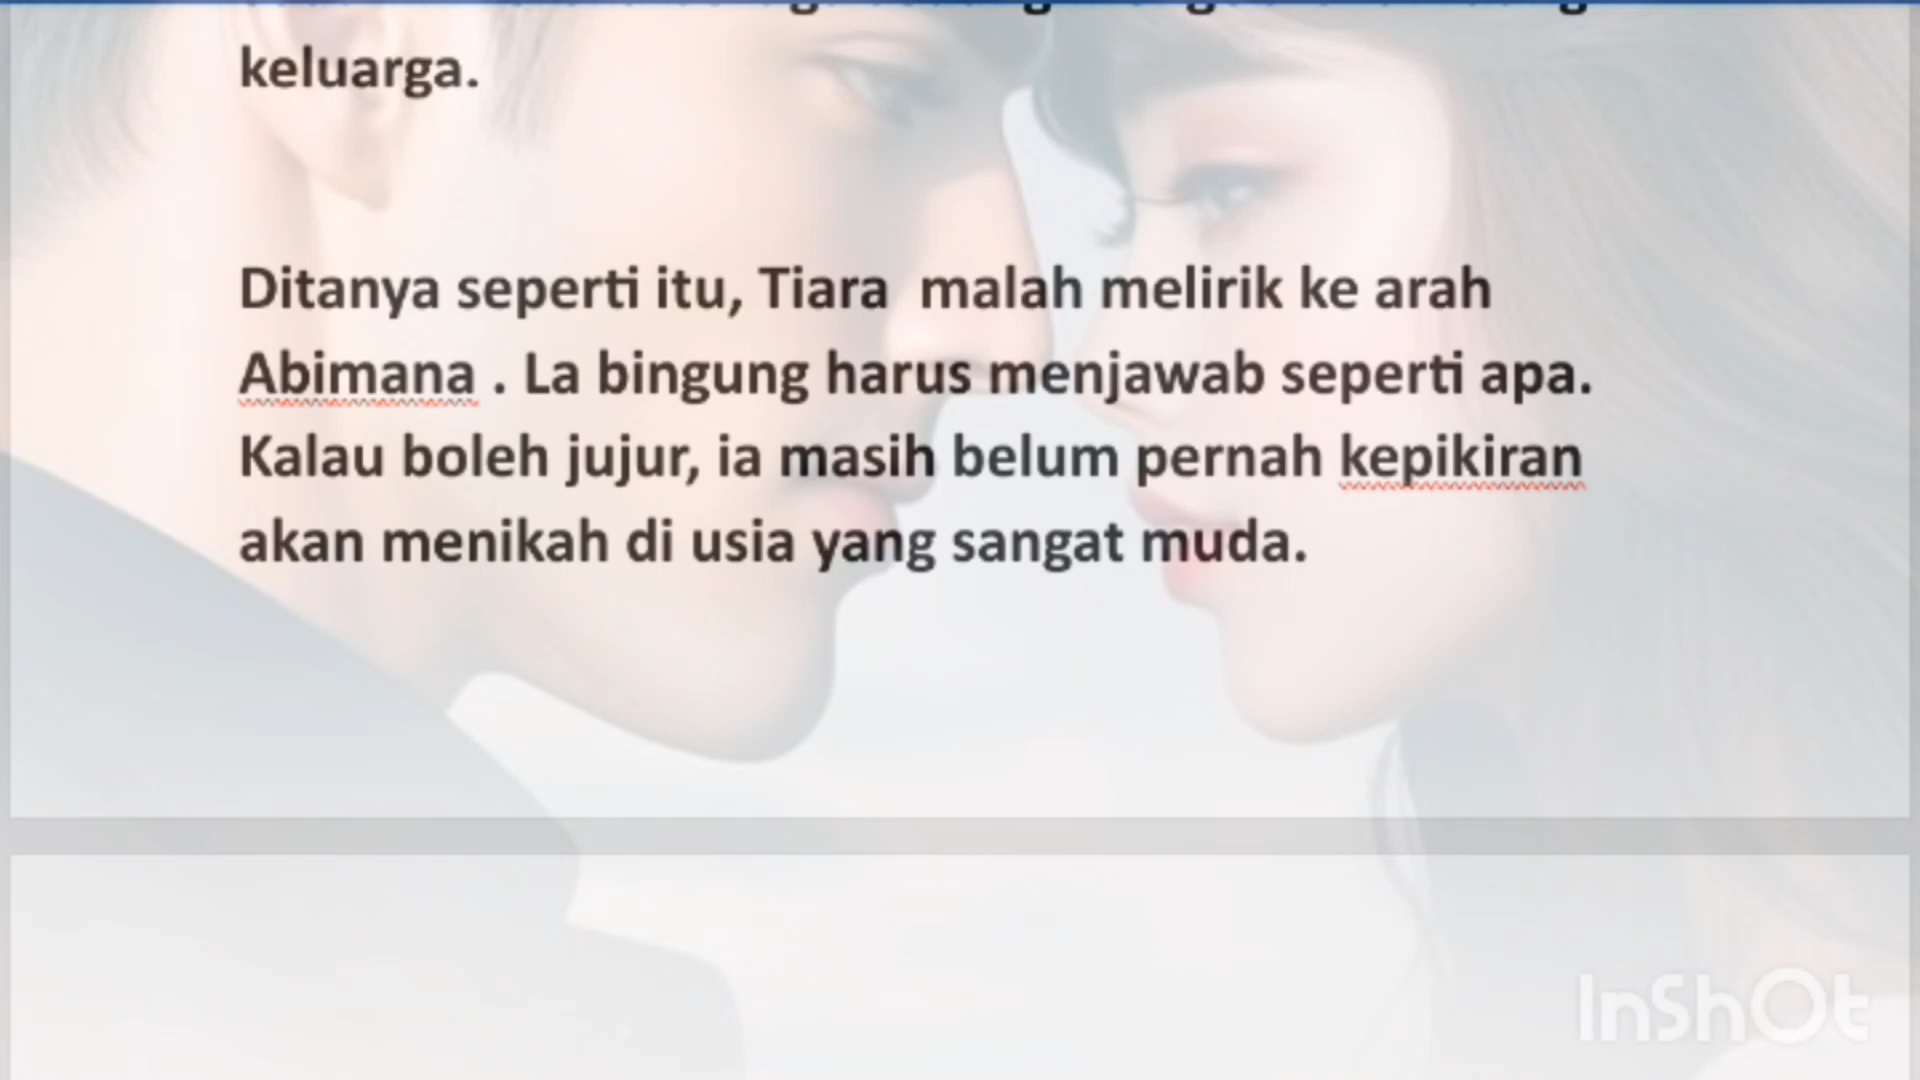 keluarga.
Ditanya seperti itu, Tiara  malah melirik ke arah
Abimana . La bingung harus menjawab seperti apa.
Kalau boleh jujur, ia masih belum pernah kepikiran
akan menikah di usia yang sangat muda.
InShOt